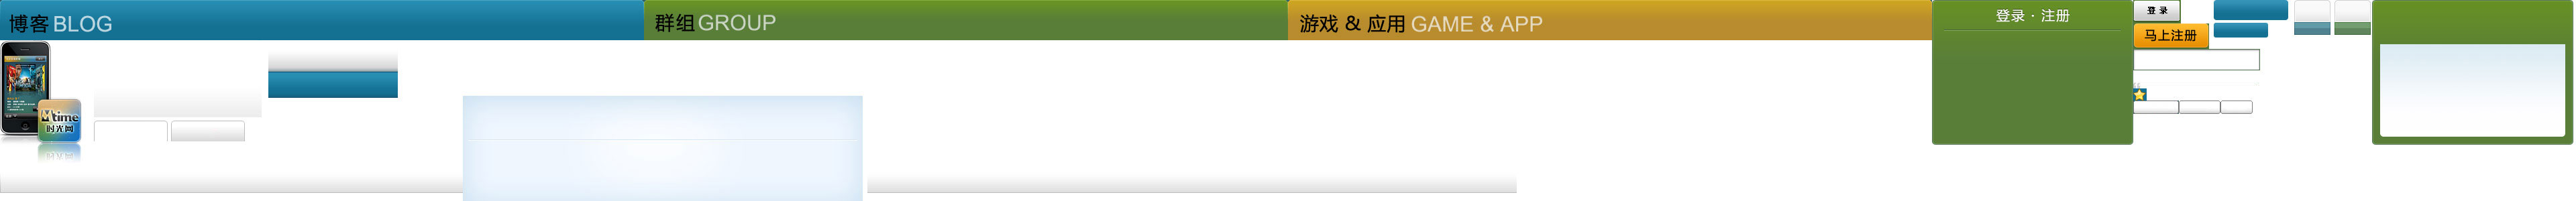 博客 BLOG
群组 GROUP
游戏 & 应用 GAME & APP
登录 · 注册
登 录
马上注册
Mtime
时光网